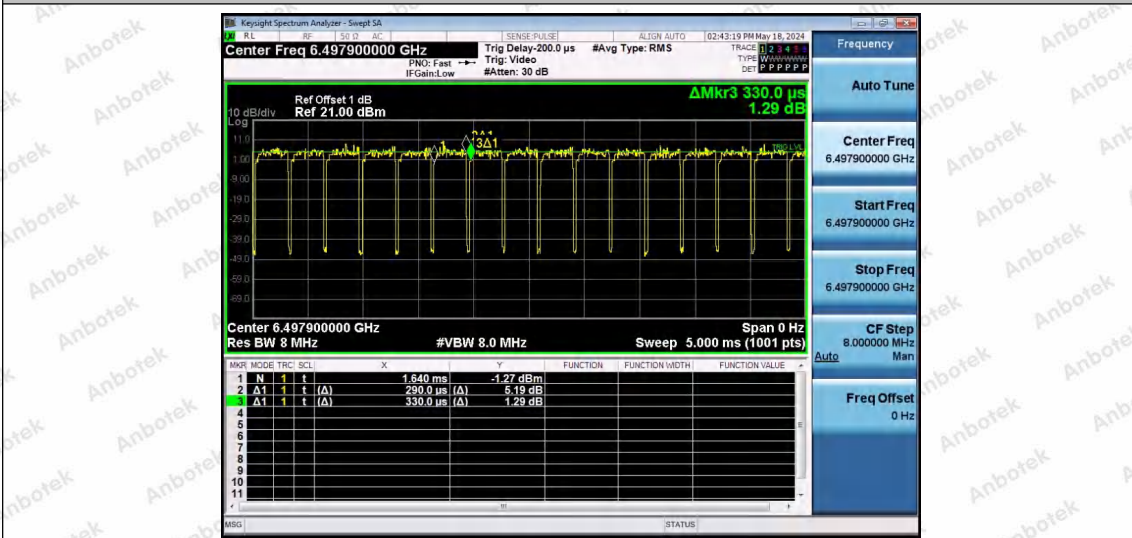 Keysight Spectrum Analyzer - Swept SA
RL RF 50 Ω AC SENSE:PULSE ALIGN AUTO 02:43:19 PM May 18, 2024
Center Freq 6.497900000 GHz Trig Delay-200.0 µs #Avg Type: RMS TRACE 1 2 3 4 5 6
PNO: Fast Trig: Video TYPE WWWWWW
IFGain:Low #Atten: 30 dB DET P P P P P P
Frequency
Auto Tune
Center Freq
6.497900000 GHz
Start Freq
6.497900000 GHz
Stop Freq
6.497900000 GHz
CF Step
8.000000 MHz
Auto Man
Freq Offset
0 Hz
ΔMkr3 330.0 µs
1.29 dB
Ref Offset 1 dB
10 dB/div Ref 21.00 dBm
Log
11.0
1.00
-9.00
-19.0
-29.0
-39.0
-49.0
-59.0
-69.0
1
3Δ1
TRIG LVL
Center 6.497900000 GHz Span 0 Hz
Res BW 8 MHz #VBW 8.0 MHz Sweep 5.000 ms (1001 pts)
MKR MODE TRC SCL X Y FUNCTION FUNCTION WIDTH FUNCTION VALUE
1 N 1 t 1.640 ms -1.27 dBm
2 Δ1 1 t (Δ) 290.0 µs (Δ) 5.19 dB
3 Δ1 1 t (Δ) 330.0 µs (Δ) 1.29 dB
4
5
6
7
8
9
10
11
MSG STATUS
Anbotek